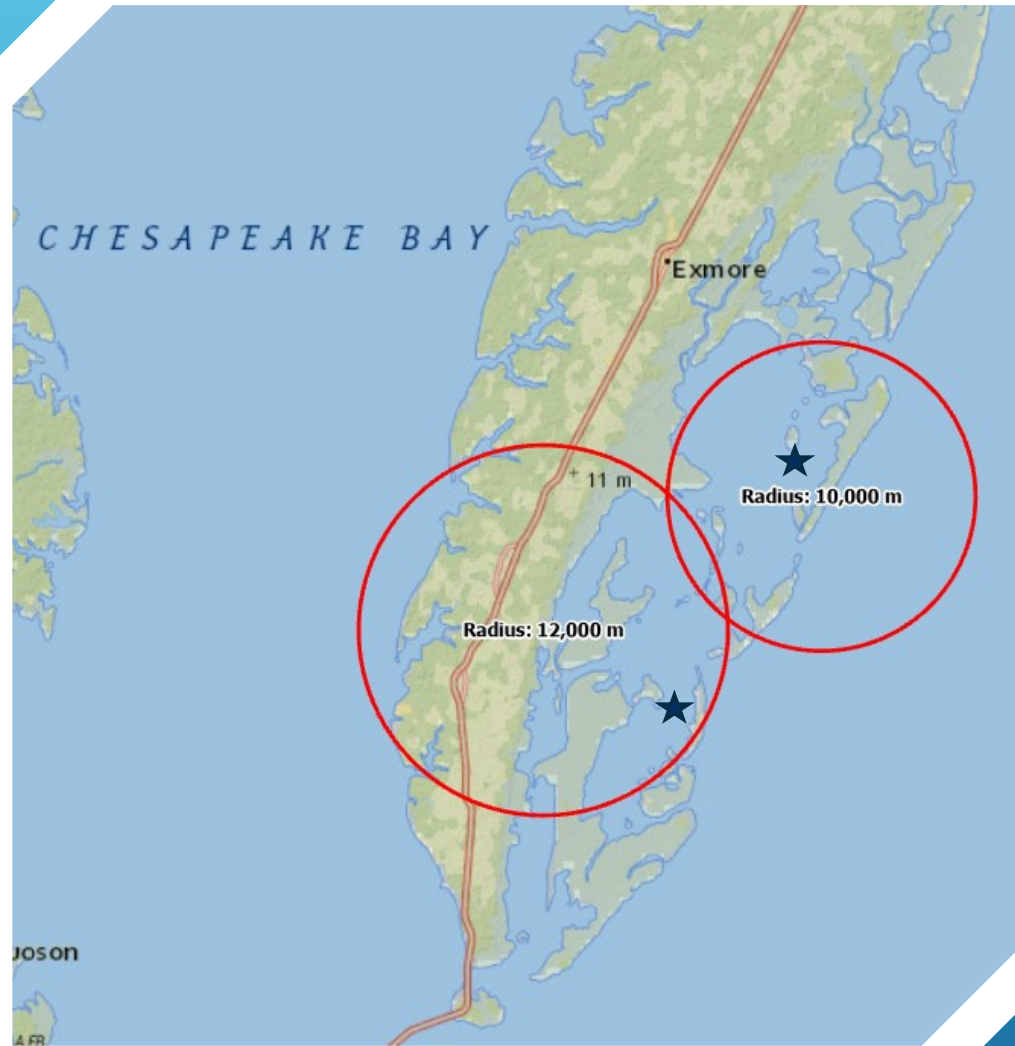 CHESAPEAKE BAY
Exmore
11 m
Radius: 10,000 m
Radius: 12,000 m
uoson